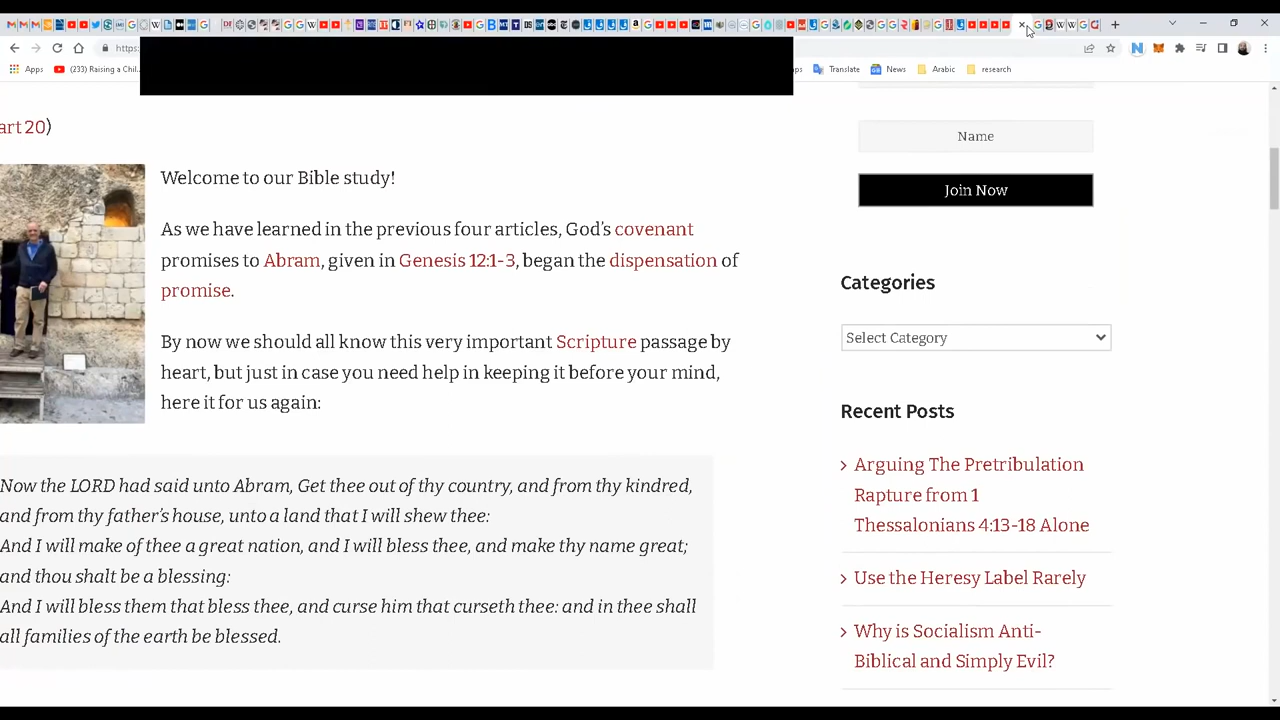 https:
Apps
(233) Raising a Chil...
aps
Translate
News
Arabic
research
art 20)
Welcome to our Bible study!
As we have learned in the previous four articles, God's covenant
promises to Abram, given in Genesis 12:1-3, began the dispensation of
promise.
By now we should all know this very important Scripture passage by
heart, but just in case you need help in keeping it before your mind,
here it for us again:
Now the LORD had said unto Abram, Get thee out of thy country, and from thy kindred,
and from thy father's house, unto a land that I will shew thee:
And I will make of thee a great nation, and I will bless thee, and make thy name great;
and thou shalt be a blessing:
And I will bless them that bless thee, and curse him that curseth thee: and in thee shall
all families of the earth be blessed.
Name
Join Now
Categories
Select Category
Recent Posts
Arguing The Pretribulation
Rapture from 1
Thessalonians 4:13-18 Alone
Use the Heresy Label Rarely
Why is Socialism Anti-
Biblical and Simply Evil?